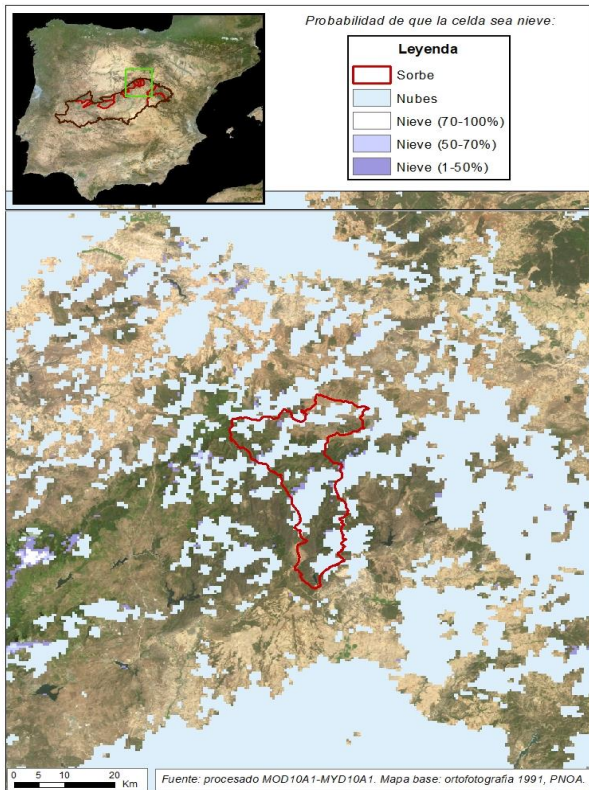 Probabilidad de que la celda sea nieve:
Leyenda
Sorbe
Nubes
Nieve (70-100%)
Nieve (50-70%)
Nieve (1-50%)
0 5 10 20
Km
Fuente: procesado MOD10A1-MYD10A1. Mapa base: ortofotografia 1991, PNOA.